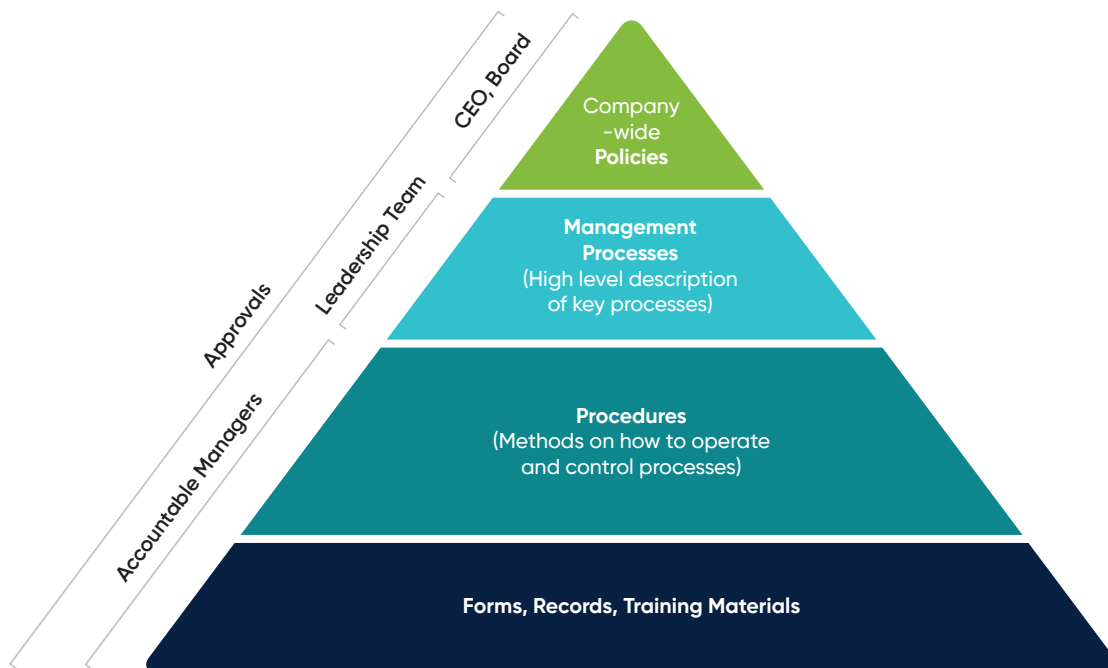 CEO, Board
Leadership Team
Approvals
Accountable Managers
Company
-wide
Policies
Management
Processes
(High level description
of key processes)
Procedures
(Methods on how to operate
and control processes)
Forms, Records, Training Materials